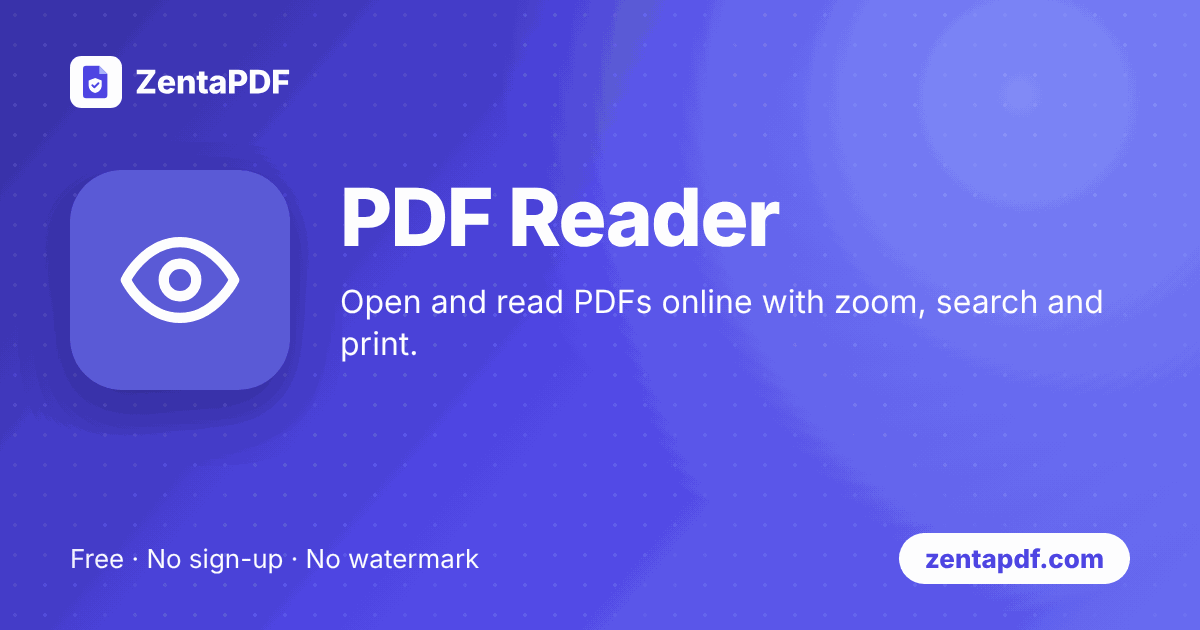 ZentaPDF
PDF Reader
Open and read PDFs online with zoom, search and
print.
Free · No sign-up · No watermark
zentapdf.com